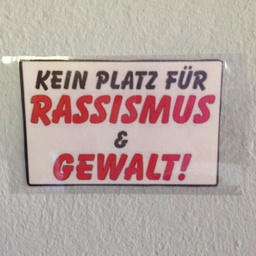 KEIN PLATZ FÜR
RASSISMUS
&
GEWALT!